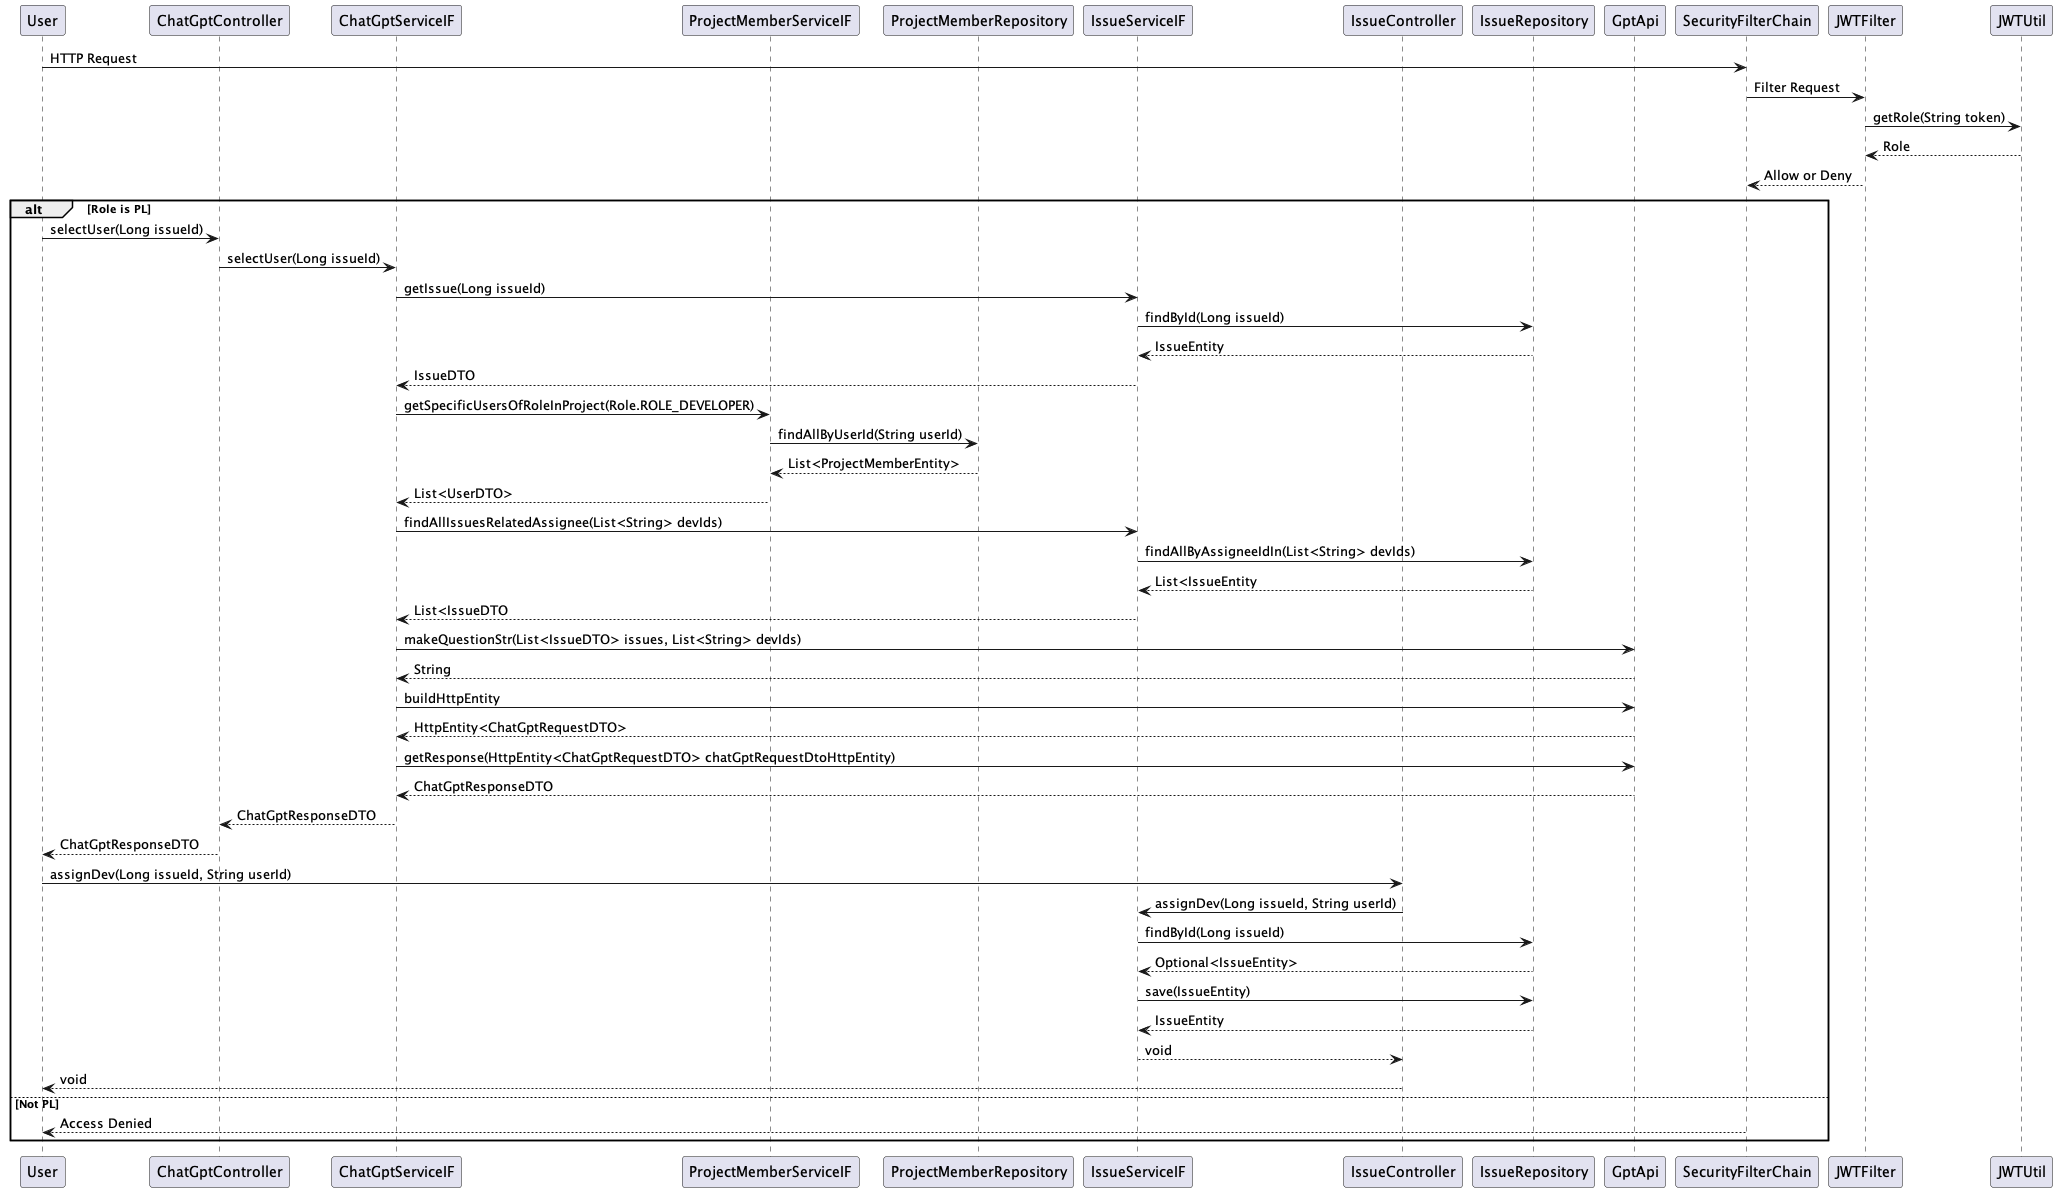 User ChatGptController ChatGptServiceIF ProjectMemberServiceIF ProjectMemberRepository IssueServiceIF IssueController IssueRepository GptApi SecurityFilterChain JWTFilter JWTUtil
HTTP Request
Filter Request
getRole(String token)
Role
Allow or Deny
alt [Role is PL]
selectUser(Long issueId)
selectUser(Long issueId)
getIssue(Long issueId)
findById(Long issueId)
IssueEntity
IssueDTO
getSpecificUsersOfRoleInProject(Role.ROLE_DEVELOPER)
findAllByUserId(String userId)
List<ProjectMemberEntity>
List<UserDTO>
findAllIssuesRelatedAssignee(List<String> devIds)
findAllByAssigneeIdIn(List<String> devIds)
List<IssueEntity
List<IssueDTO
makeQuestionStr(List<IssueDTO> issues, List<String> devIds)
String
buildHttpEntity
HttpEntity<ChatGptRequestDTO>
getResponse(HttpEntity<ChatGptRequestDTO> chatGptRequestDtoHttpEntity)
ChatGptResponseDTO
ChatGptResponseDTO
ChatGptResponseDTO
assignDev(Long issueId, String userId)
assignDev(Long issueId, String userId)
findById(Long issueId)
Optional<IssueEntity>
save(IssueEntity)
IssueEntity
void
void
[Not PL]
Access Denied
User ChatGptController ChatGptServiceIF ProjectMemberServiceIF ProjectMemberRepository IssueServiceIF IssueController IssueRepository GptApi SecurityFilterChain JWTFilter JWTUtil